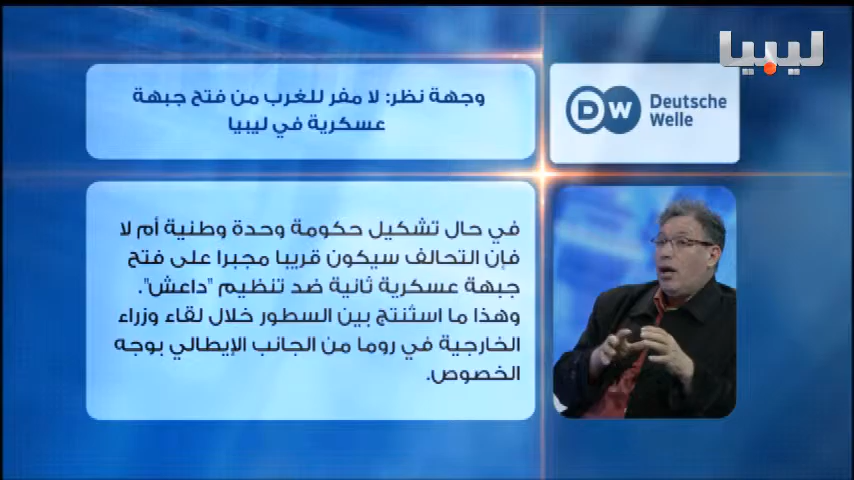 ليبيا
وجهة نظر: لا مفر للغرب من فتح جبهة
عسكرية في ليبيا
DW Deutsche
Welle
في حال تشكيل حكومة وحدة وطنية أم لا
فإن التحالف سيكون قريبا مجبرا على فتح
جبهة عسكرية ثانية ضد تنظيم "داعش".
وهذا ما استنتج بين السطور خلال لقاء وزراء
الخارجية في روما من الجانب الإيطالي بوجه
الخصوص.